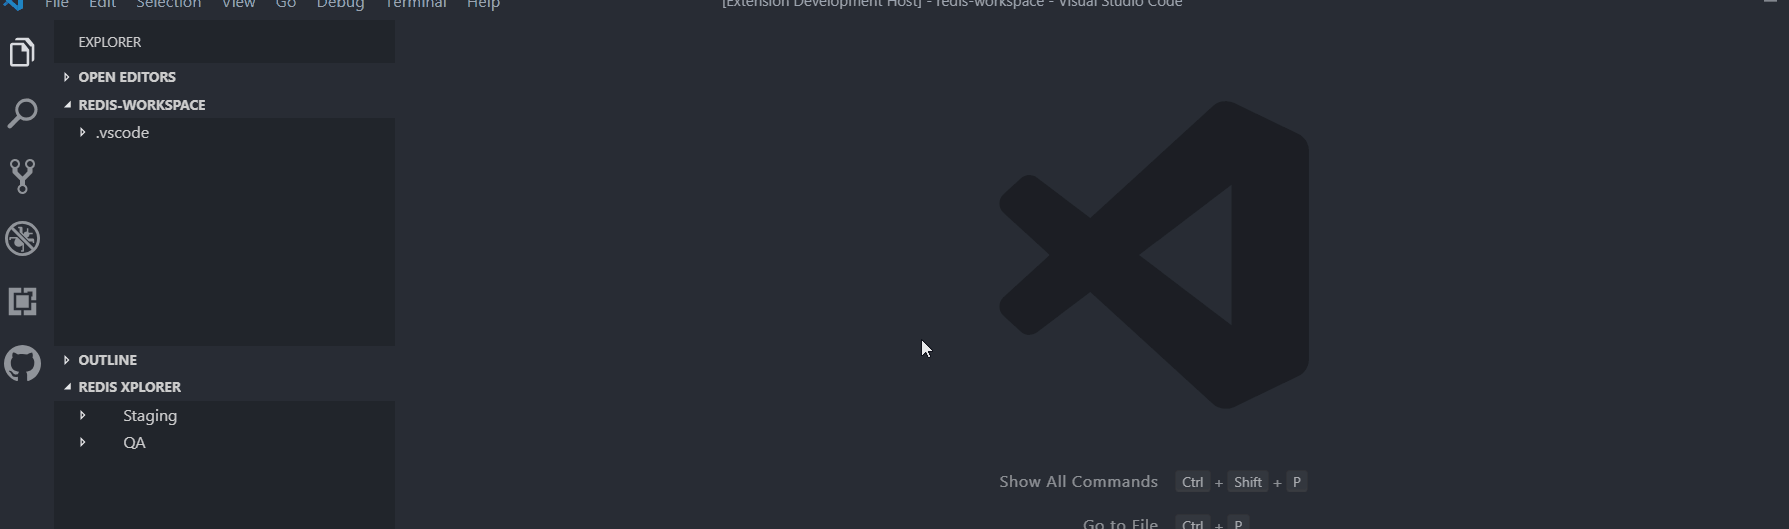 File Edit Selection View Go Debug Terminal Help
[Extension Development Host] - redis-workspace - Visual Studio Code
EXPLORER
OPEN EDITORS
REDIS-WORKSPACE
.vscode
OUTLINE
REDIS XPLORER
Staging
QA
Show All Commands Ctrl + Shift + P
Go to File Ctrl + P